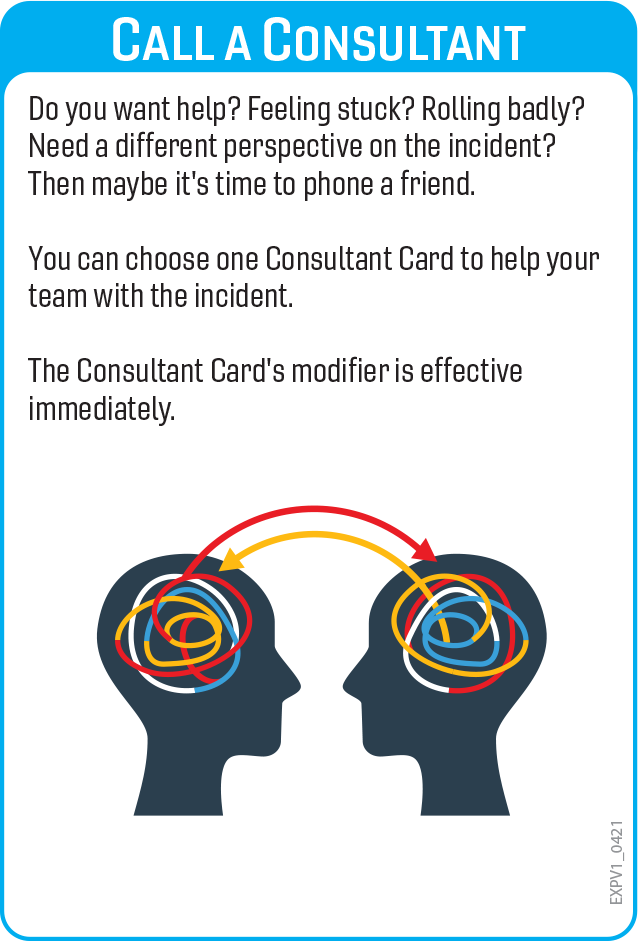 CALL A CONSULTANT
Do you want help? Feeling stuck? Rolling badly?
Need a different perspective on the incident?
Then maybe it's time to phone a friend.
You can choose one Consultant Card to help your
team with the incident.
The Consultant Card's modifier is effective
immediately.
EXPV1_0421